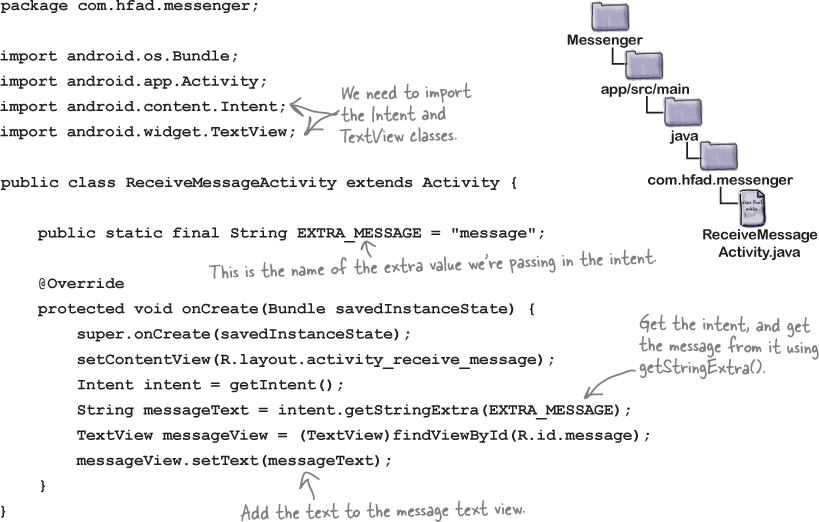 package com.hfad.messenger;
import android.os.Bundle;
import android.app.Activity;
import android.content.Intent;
import android.widget.TextView;
We need to import
the Intent and
TextView classes.
public class ReceiveMessageActivity extends Activity {
public static final String EXTRA_MESSAGE = "message";
This is the name of the extra value we're passing in the intent.
@Override
protected void onCreate(Bundle savedInstanceState) {
super.onCreate(savedInstanceState);
setContentView(R.layout.activity_receive_message);
Intent intent = getIntent();
String messageText = intent.getStringExtra(EXTRA_MESSAGE);
TextView messageView = (TextView)findViewById(R.id.message);
messageView.setText(messageText);
}
}
Get the intent, and get
the message from it using
getStringExtra().
Add the text to the message text view.
Messenger
app/src/main
java
com.hfad.messenger
ReceiveMessage
Activity.java